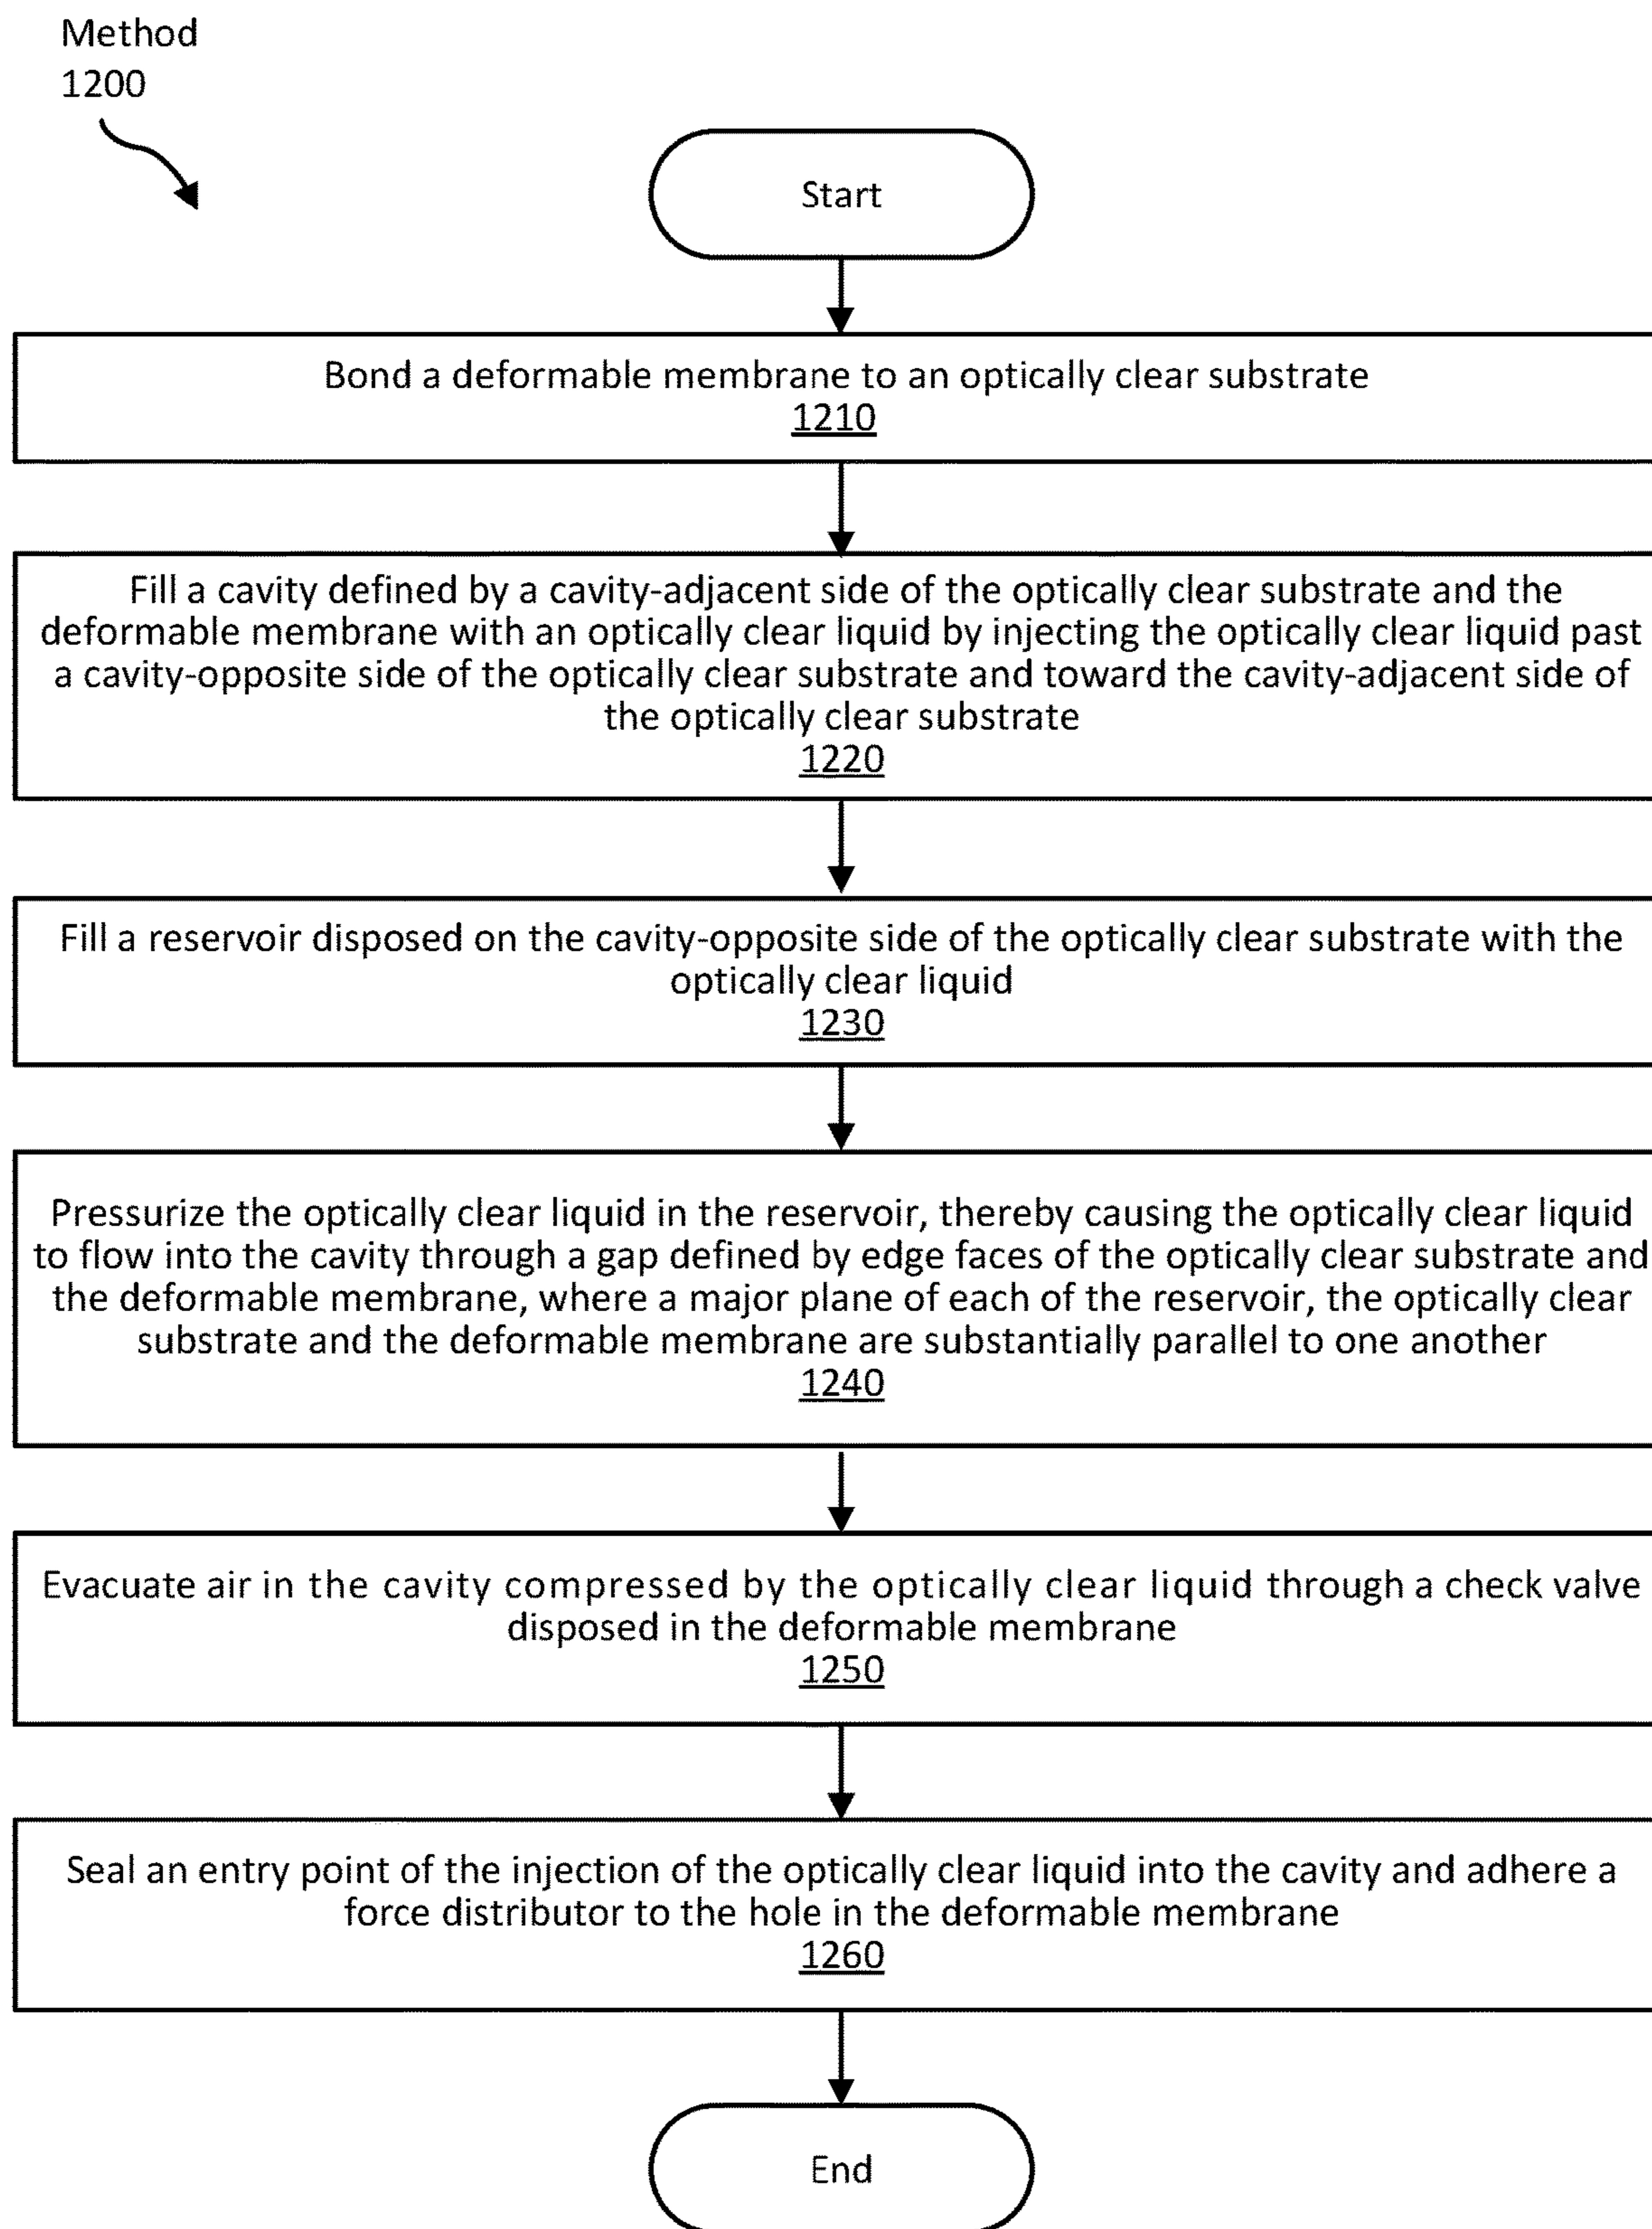 Method
1200
Start
Bond a deformable membrane to an optically clear substrate
1210
Fill a cavity defined by a cavity-adjacent side of the optically clear substrate and the
deformable membrane with an optically clear liquid by injecting the optically clear liquid past
a cavity-opposite side of the optically clear substrate and toward the cavity-adjacent side of
the optically clear substrate
1220
Fill a reservoir disposed on the cavity-opposite side of the optically clear substrate with the
optically clear liquid
1230
Pressurize the optically clear liquid in the reservoir, thereby causing the optically clear liquid
to flow into the cavity through a gap defined by edge faces of the optically clear substrate and
the deformable membrane, where a major plane of each of the reservoir, the optically clear
substrate and the deformable membrane are substantially parallel to one another
1240
Evacuate air in the cavity compressed by the optically clear liquid through a check valve
disposed in the deformable membrane
1250
Seal an entry point of the injection of the optically clear liquid into the cavity and adhere a
force distributor to the hole in the deformable membrane
1260
End